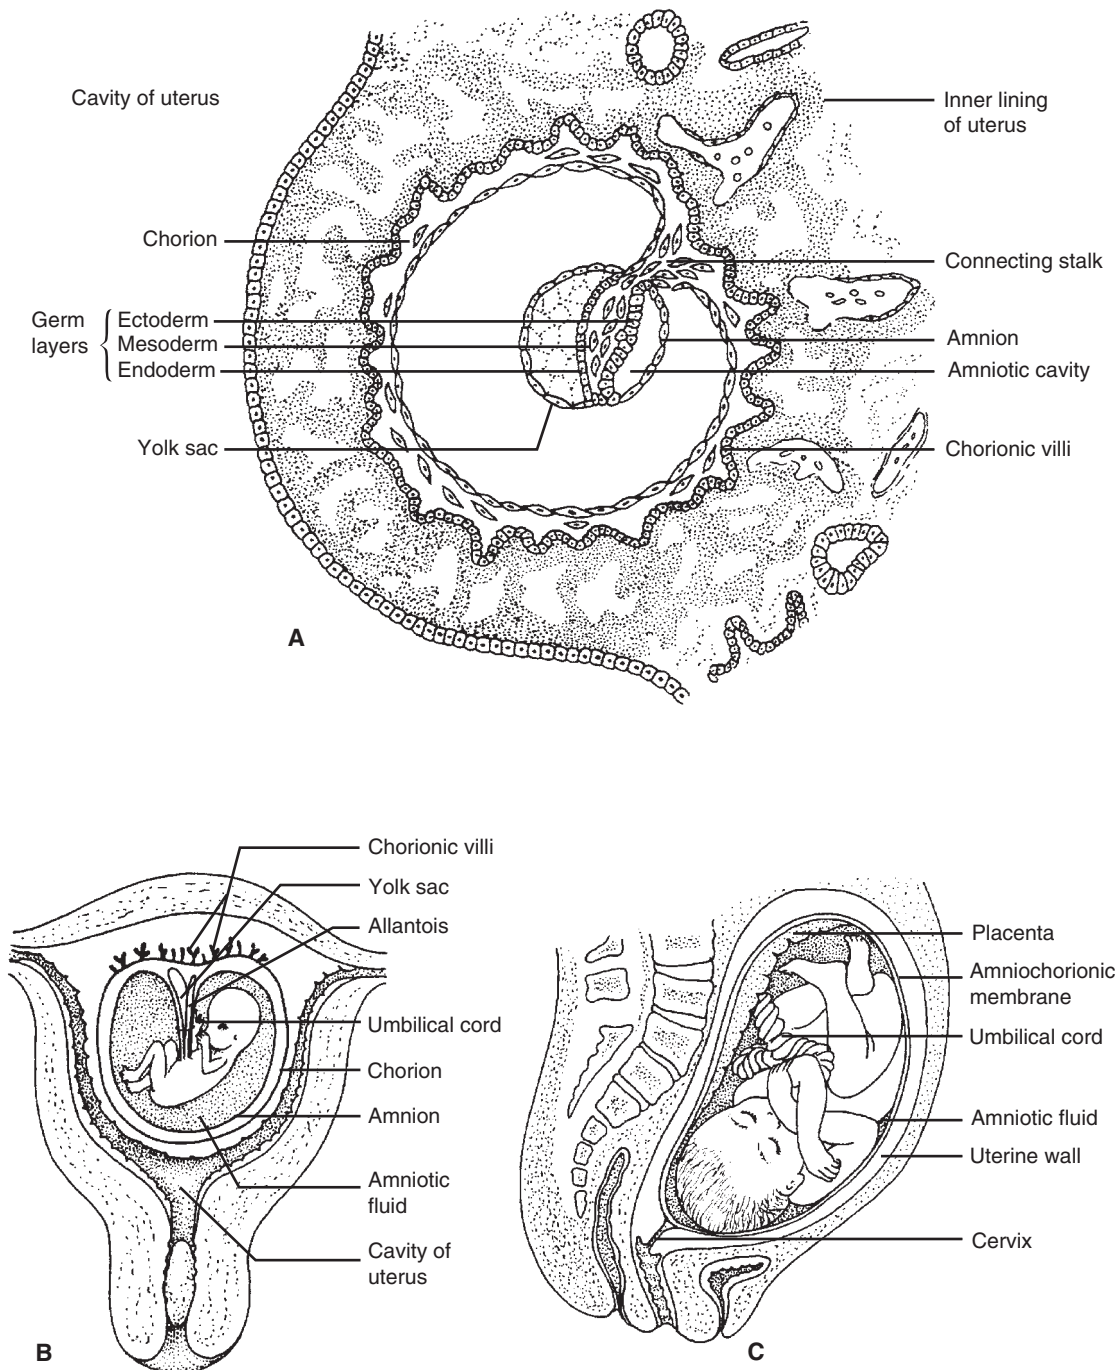 Cavity of uterus
Inner lining
of uterus
Chorion
Connecting stalk
Germ
layers
Ectoderm
Mesoderm
Endoderm
Amnion
Amniotic cavity
Yolk sac
Chorionic villi
A
Chorionic villi
Yolk sac
Allantois
Umbilical cord
Chorion
Amnion
Amniotic
fluid
Cavity of
uterus
B
Placenta
Amniochorionic
membrane
Umbilical cord
Amniotic fluid
Uterine wall
Cervix
C